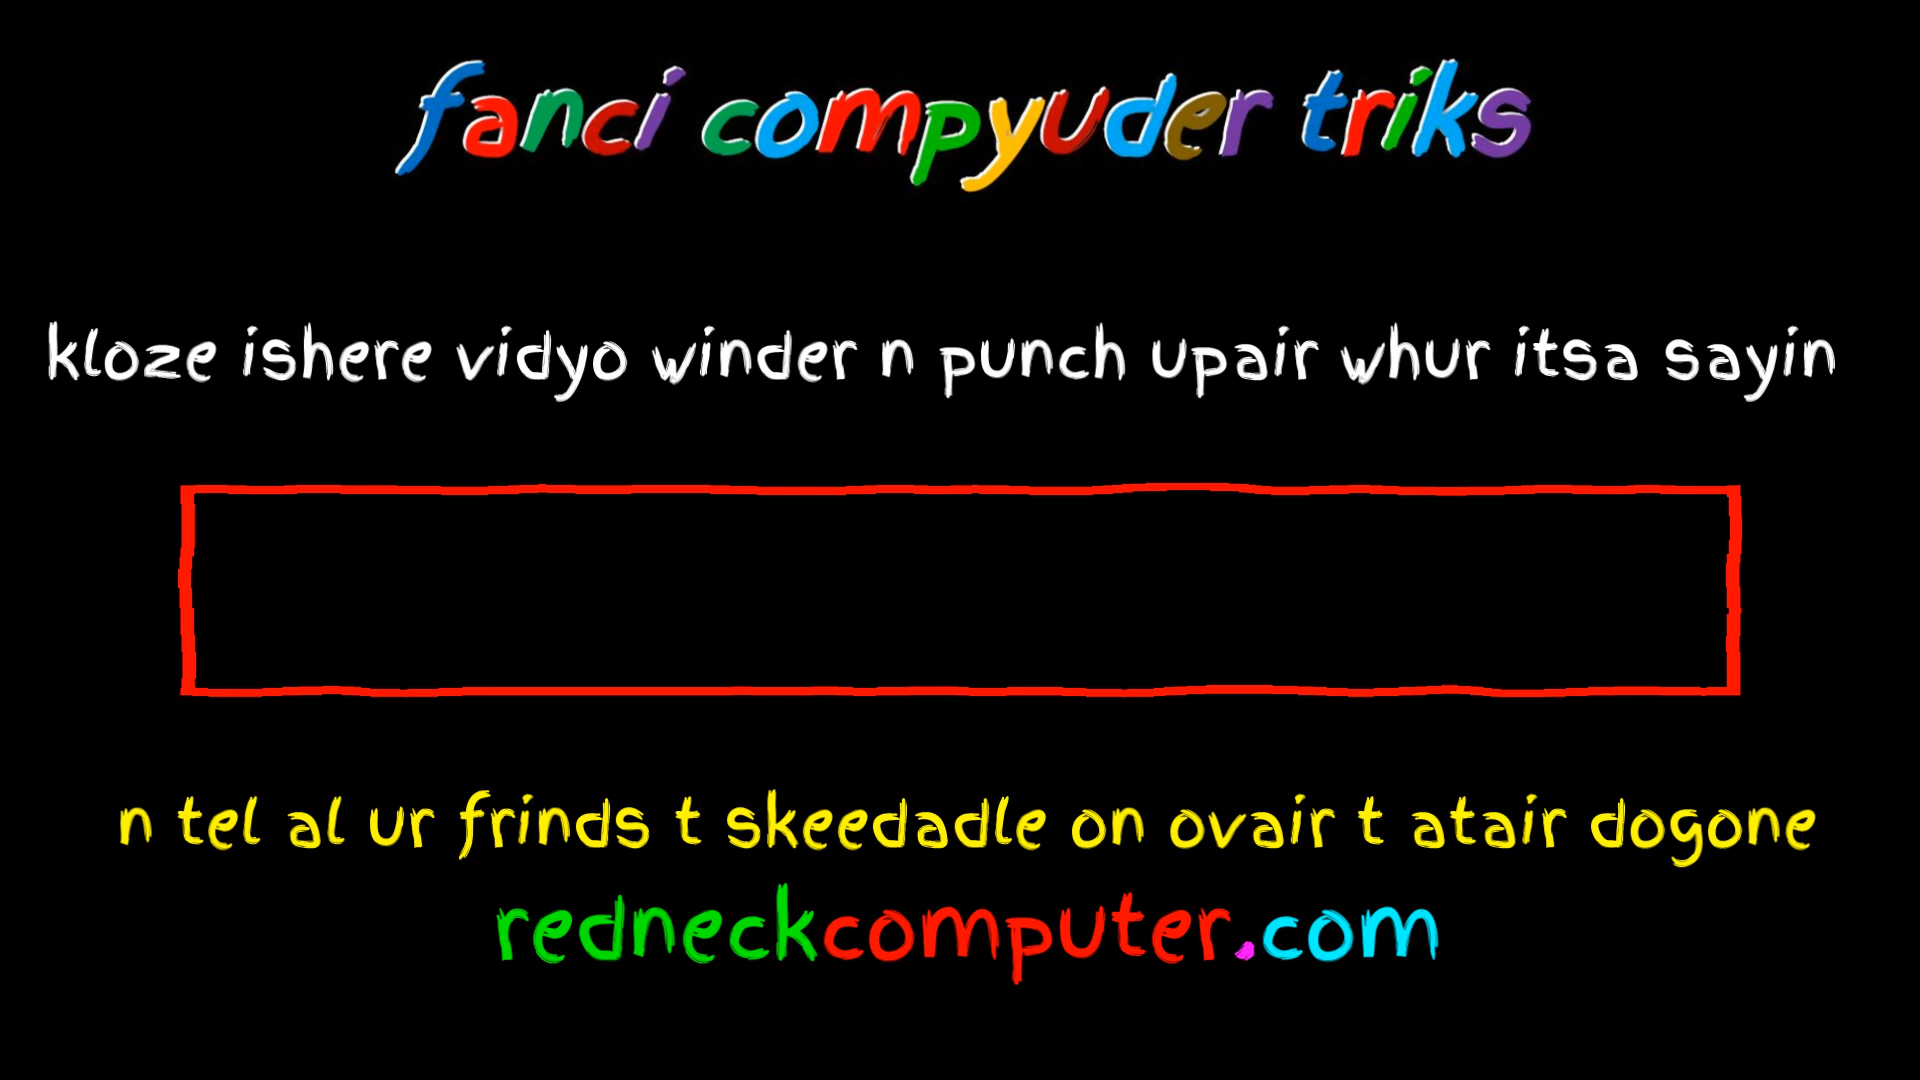 fanci compyuder triks
kloze ishere vidyo winder n punch upair whur itsa sayin
n tel al ur frinds t skeedadle on ovair t atair dogone
redneckcomputer.com